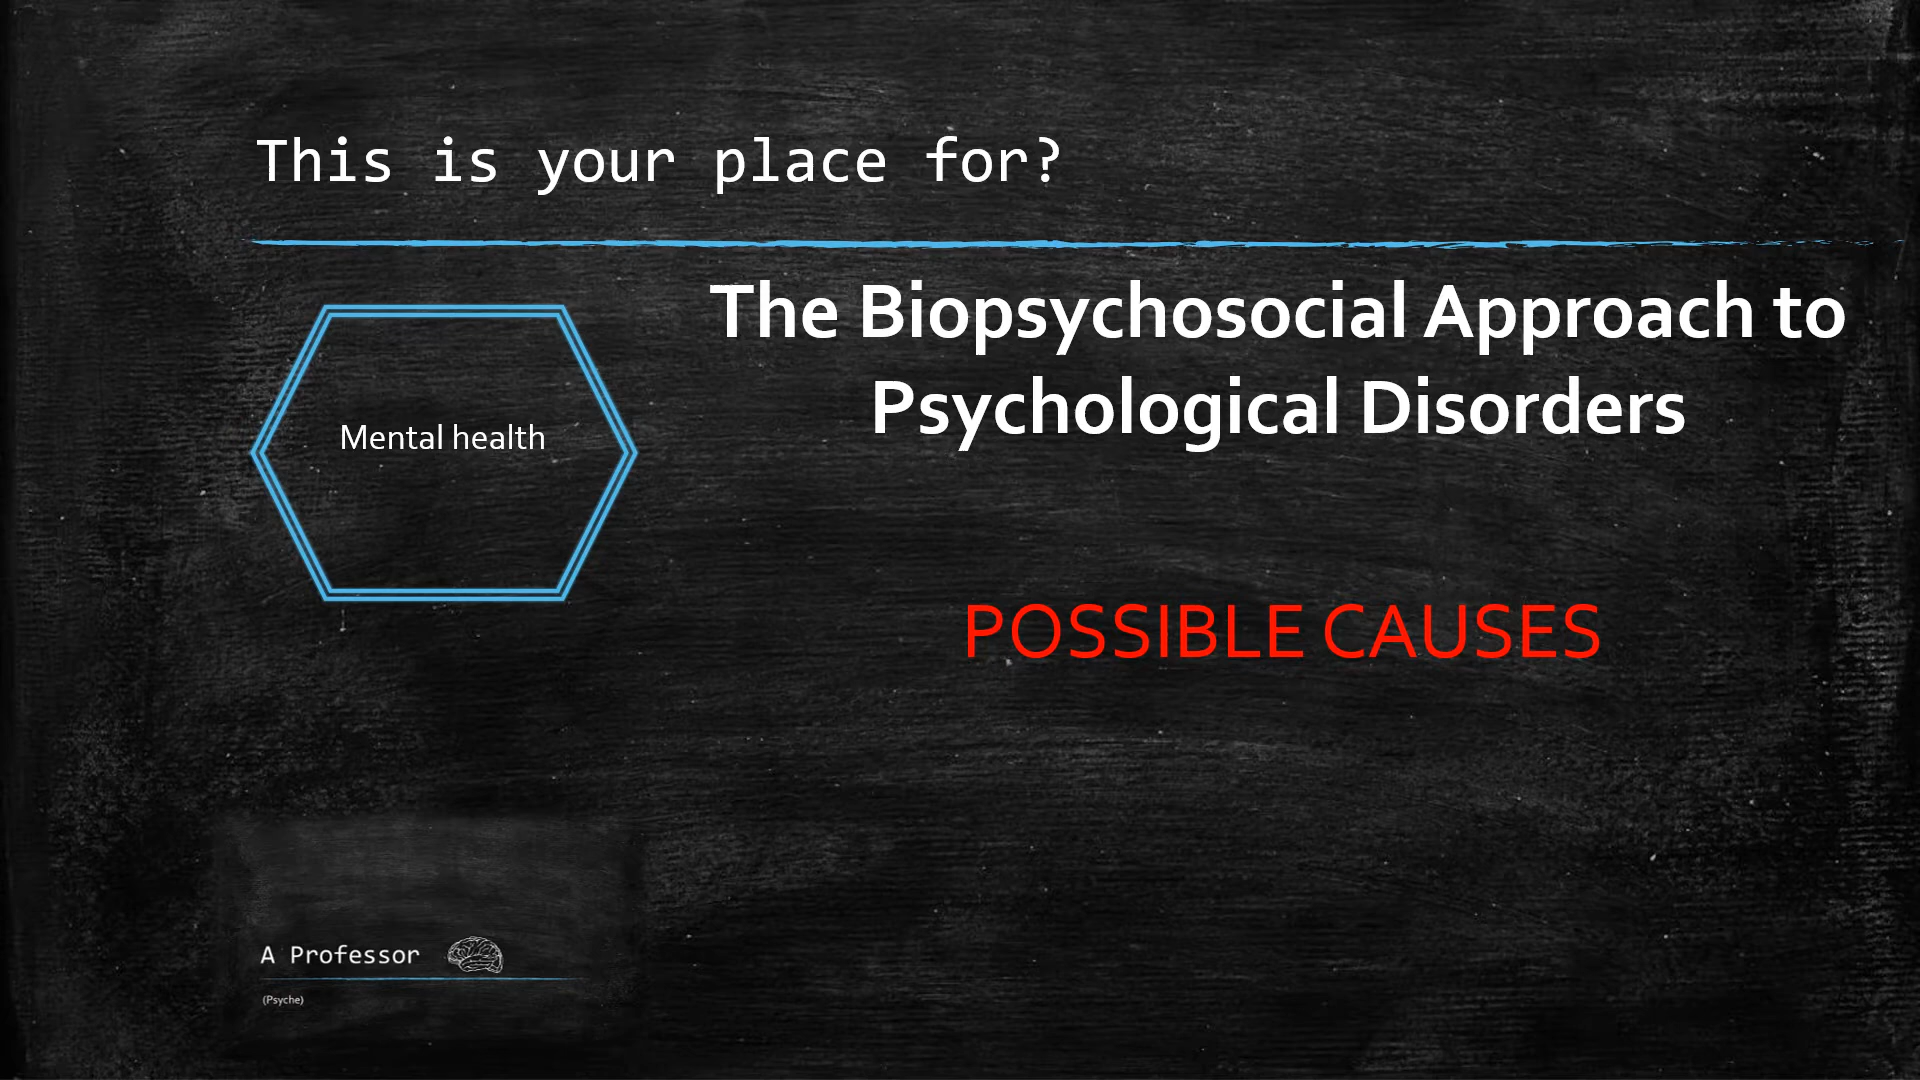 This is your place for?
Mental health
The Biopsychosocial Approach to
Psychological Disorders
POSSIBLE CAUSES
A Professor
(Psyche)